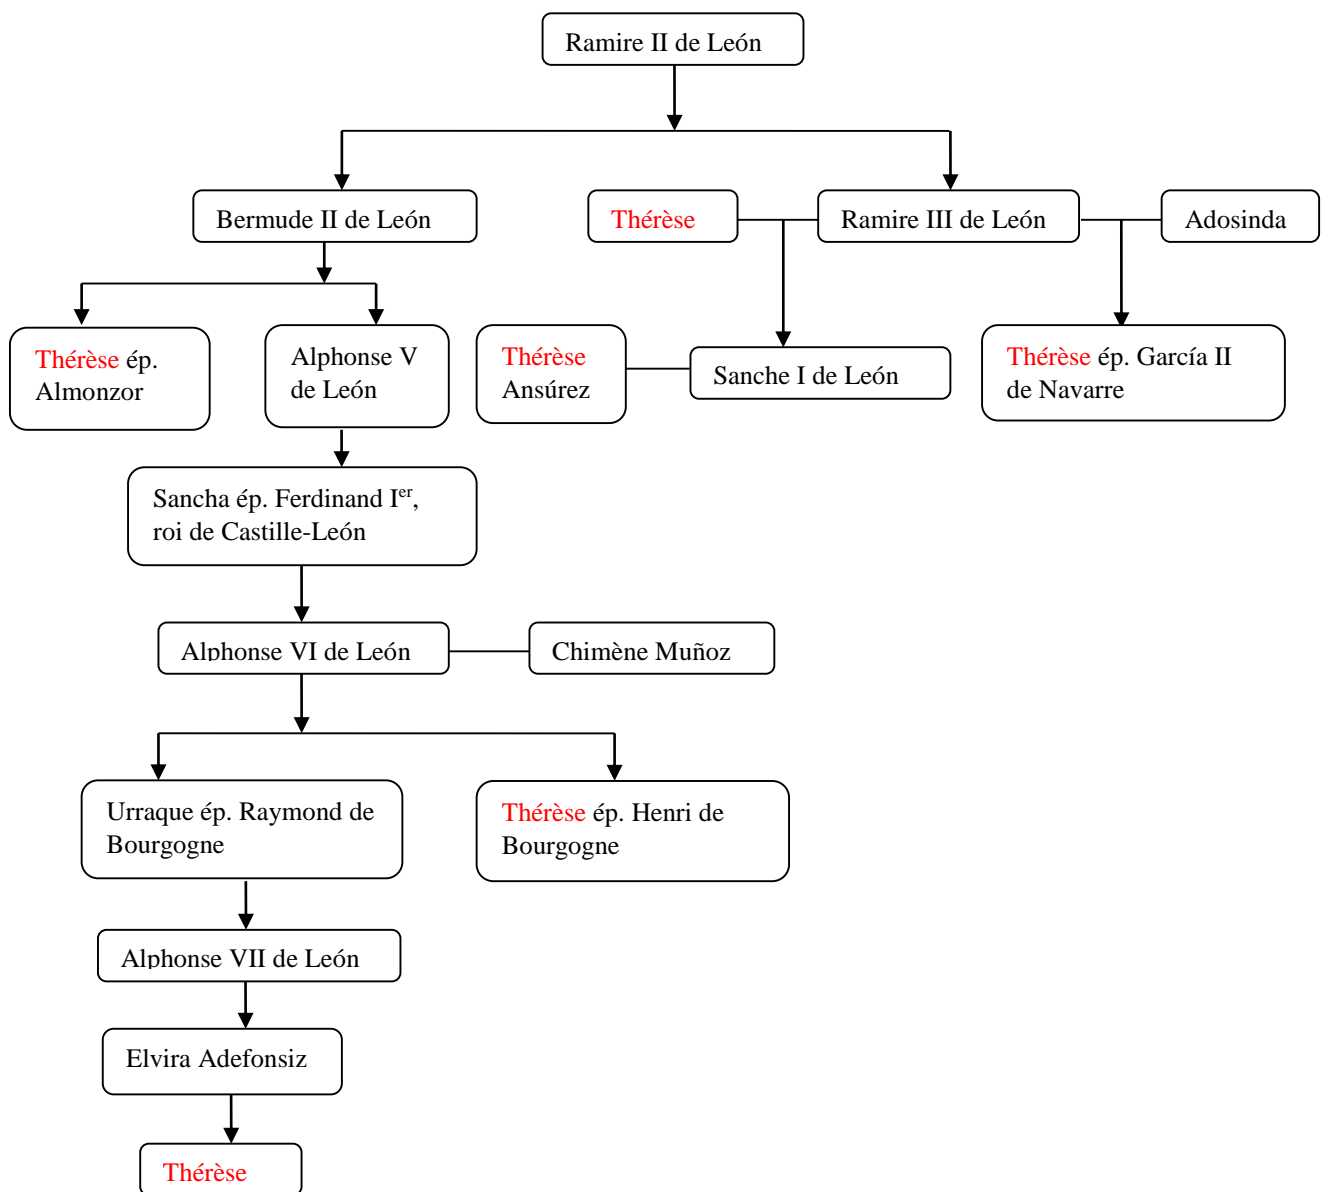 Ramire II de León
Bermude II de León
Thérèse
Ramire III de León
Adosinda
Thérèse ép.
Almonzor
Alphonse V
de León
Thérèse
Ansúrez
Sanche I de León
Thérèse ép. García II
de Navarre
Sancha ép. Ferdinand Ier,
roi de Castille-León
Alphonse VI de León
Chimène Muñoz
Urraque ép. Raymond de
Bourgogne
Thérèse ép. Henri de
Bourgogne
Alphonse VII de León
Elvira Adefonsiz
Thérèse